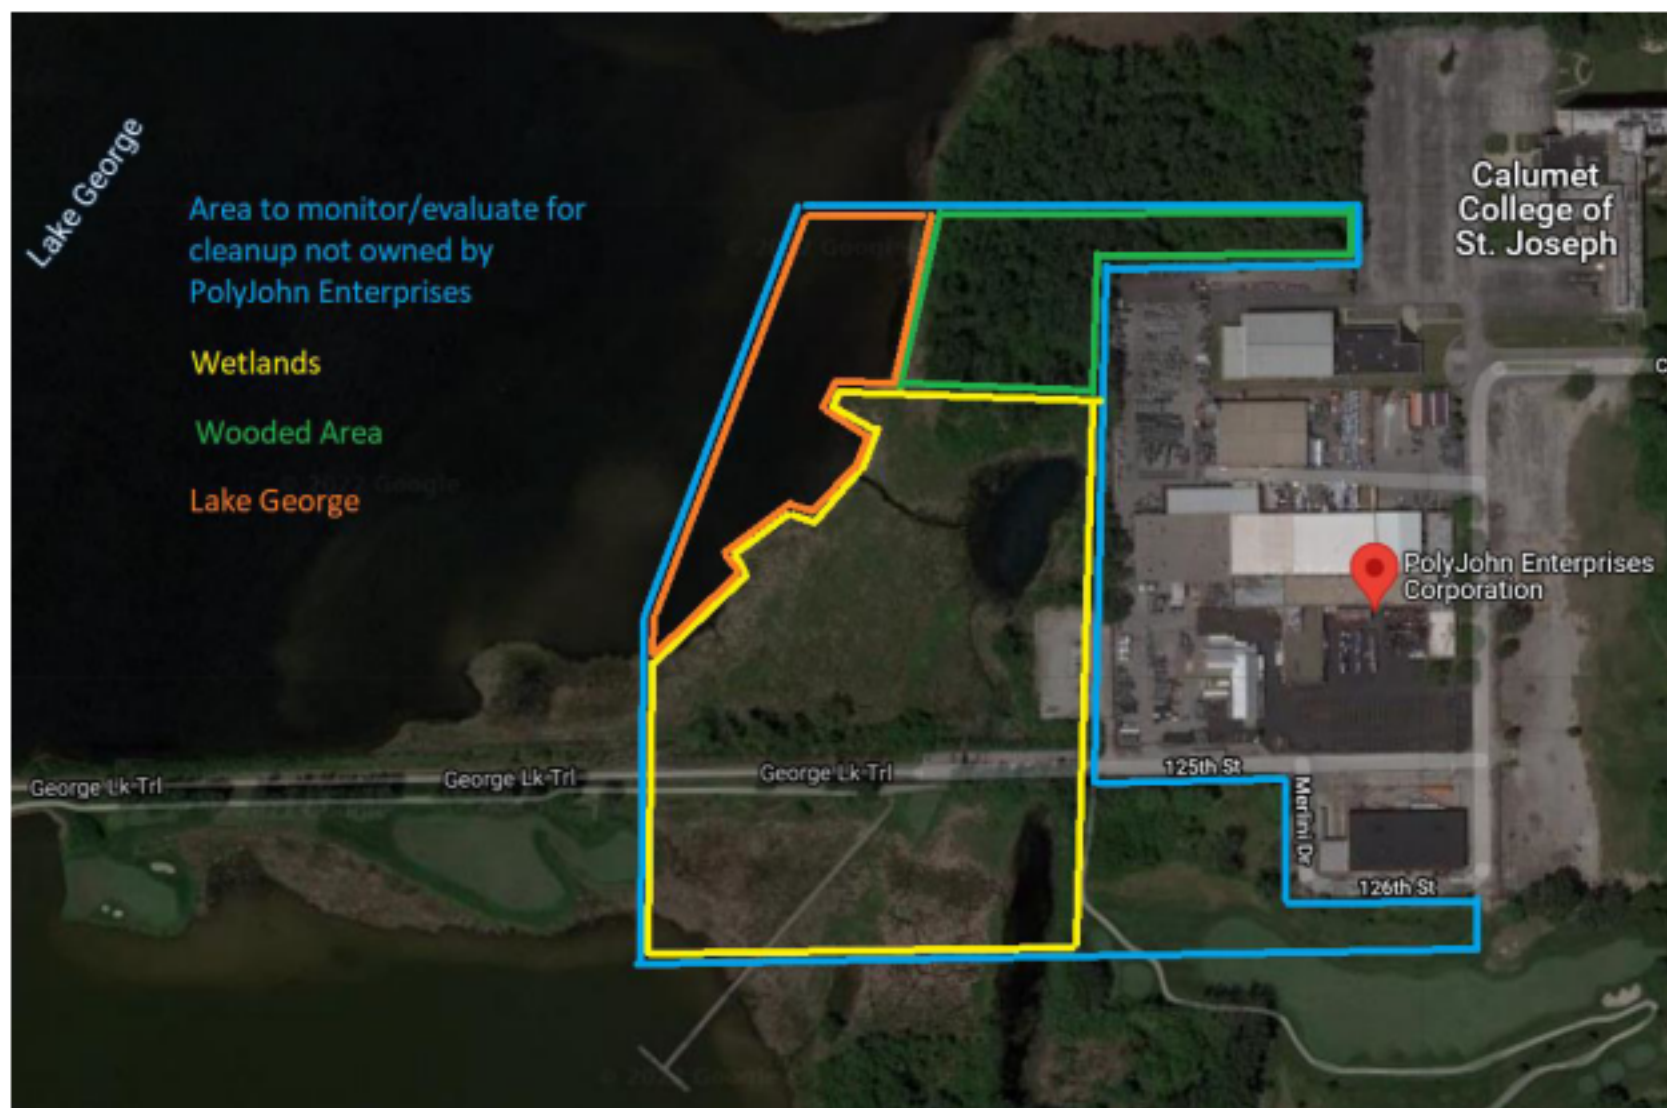 Lake George
Area to monitor/evaluate for
cleanup not owned by
PolyJohn Enterprises
Wetlands
Wooded Area
Lake George
Calumet
College of
St. Joseph
C
PolyJohn Enterprises
Corporation
George Lk Trl
George Lk Trl
George Lk Trl
125th St
Merlini Dr
126th St